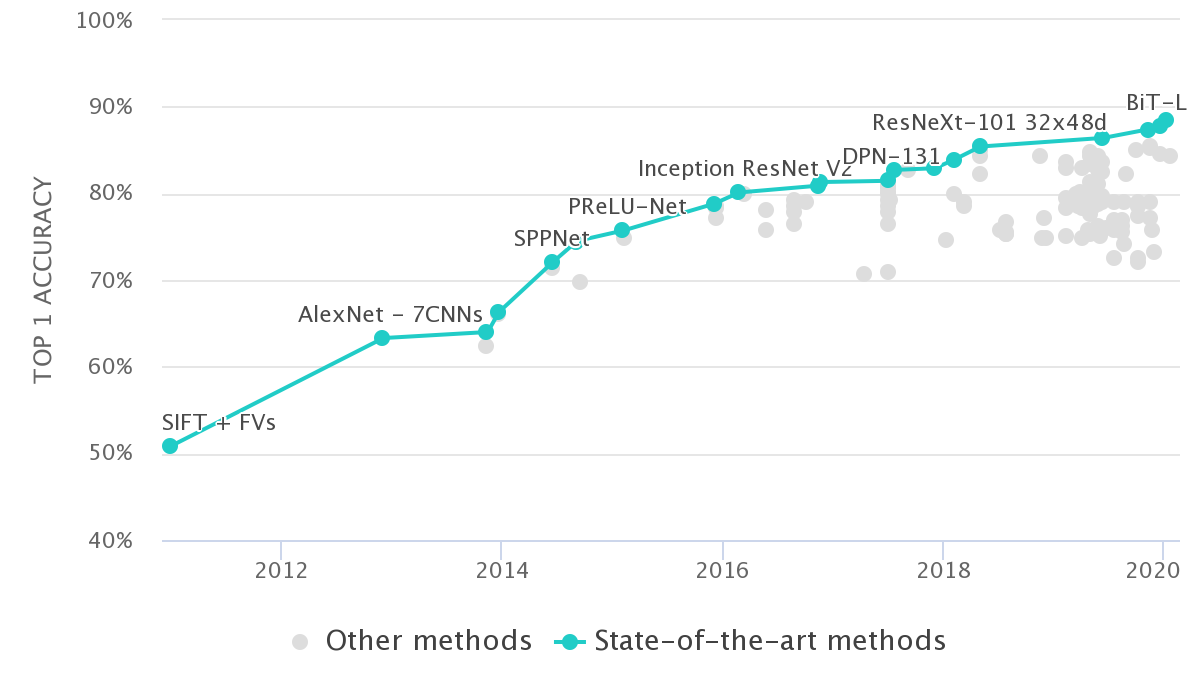 100%
90%
80%
70%
60%
50%
40%
TOP 1 ACCURACY
BiT-L
ResNeXt-101 32x48d
DPN-131
Inception ResNet V2
PReLU-Net
SPPNet
AlexNet - 7CNNs
SIFT + FVs
2012 2014 2016 2018 2020
Other methods State-of-the-art methods